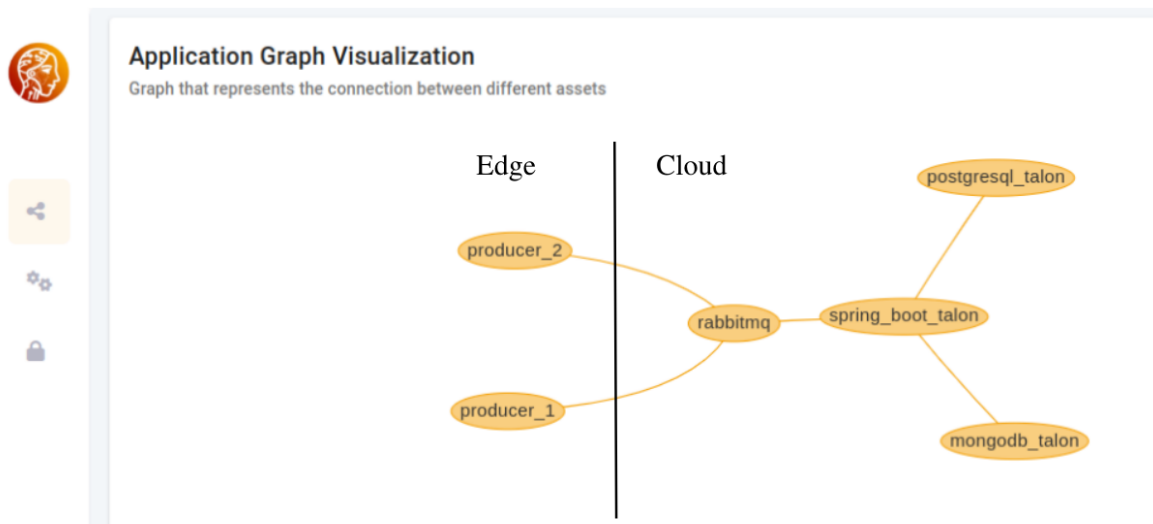 Application Graph Visualization
Graph that represents the connection between different assets
Edge
Cloud
postgresql_talon
producer_2
rabbitmq
spring_boot_talon
producer_1
mongodb_talon